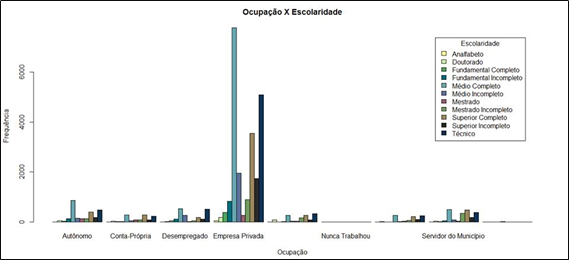 Ocupação X Escolaridade
Escolaridade
Analfabeto
Doutorado
Fundamental Completo
Fundamental Incompleto
Médio Completo
Médio Incompleto
Mestrado
Mestrado Incompleto
Superior Completo
Superior Incompleto
Técnico
Frequência
6000
4000
2000
0
Autônomo Conta-Própria Desempregado Empresa Privada Nunca Trabalhou Servidor do Município
Ocupação